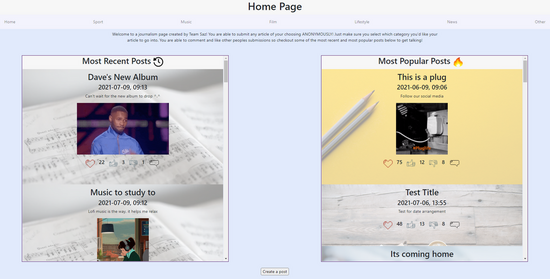 Home Page
Home Sport Music Film Lifestyle News Other
Welcome to a journalism page created by Team Saz! You are able to submit any article of your choosing ANONYMOUSLY! Just make sure you select which category you'd like your
article to go into. You are able to comment and like other peoples submissions so checkout some of the most recent and most popular posts below to get talking!
Most Recent Posts
Dave's New Album
2021-07-09, 09:13
Can't wait for the new album to drop
22 3 1
Music to study to
2021-07-09, 09:12
Lofi music is the way, it helps me relax
Most Popular Posts
This is a plug
2021-06-09, 09:06
Follow our social media
75 12 8
Test Title
2021-07-06, 13:55
Test for date arrangement
48 13 8
Its coming home
Create a post